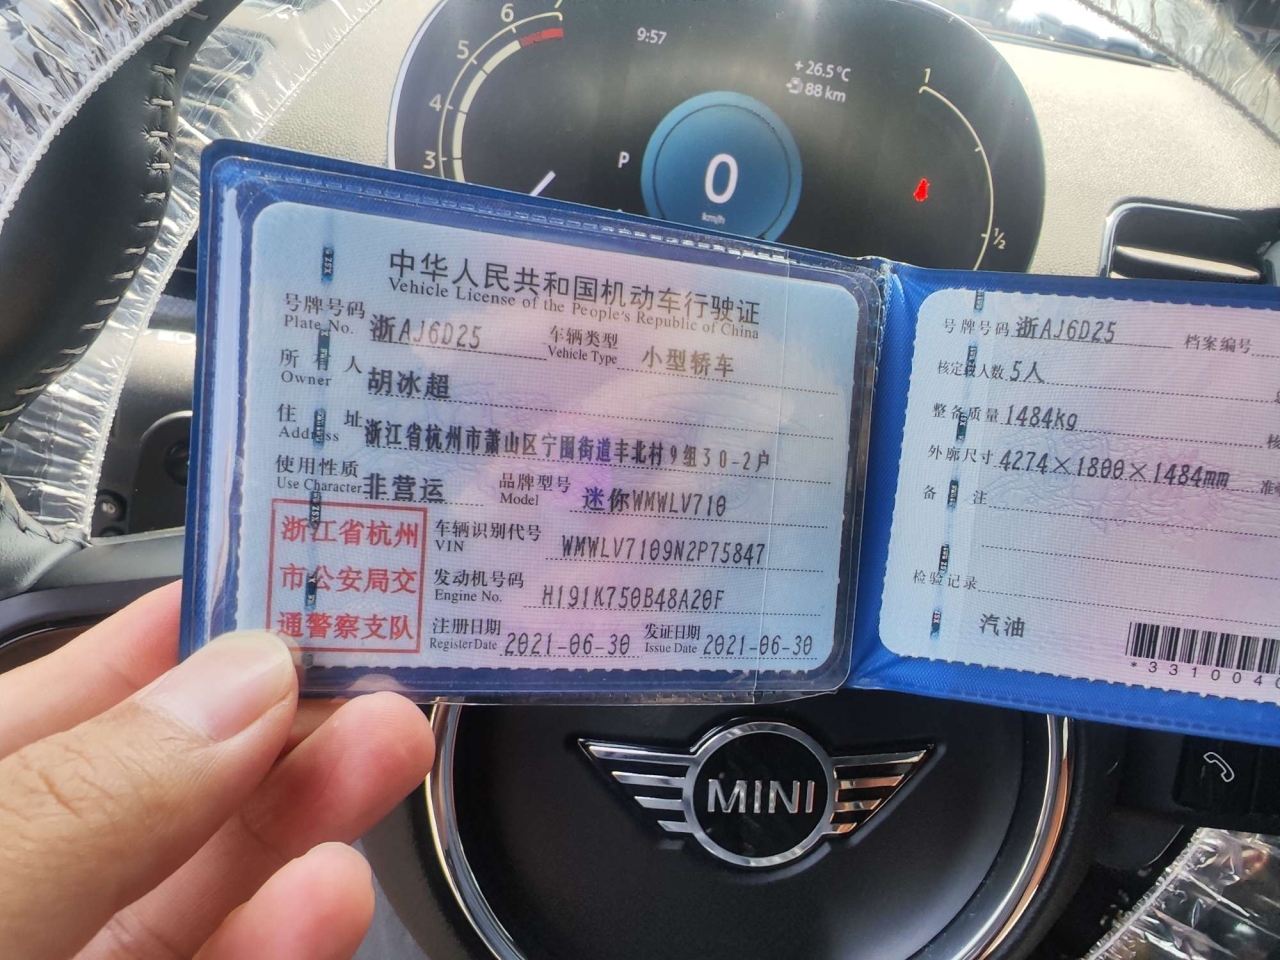 6
7
5
4
3
9:57
+26.5°C
88 km
P
0
km/h
1
1/2
中华人民共和国机动车行驶证
Vehicle License of the People's Republic of China
号牌号码 浙AJ6D25 车辆类型 小型轿车
Plate No. Vehicle Type
所有人 胡冰超
Owner
住址 浙江省杭州市萧山区宁围街道丰北村9组30-2户
Address
使用性质 非营运 品牌型号 迷你WMWLV710
Use Character Model
浙江省杭州
市公安局交
通警察支队
车辆识别代号 WMWLV7109N2P75847
VIN
发动机号码 H191K750B48A20F
Engine No.
注册日期 2021-06-30 发证日期 2021-06-30
Register Date Issue Date
号牌号码 浙AJ6D25 档案编号
核定载人数 5人
整备质量 1484kg
外廓尺寸 4274×1800×1484mm
备注
检验记录
汽油
*331004
MINI